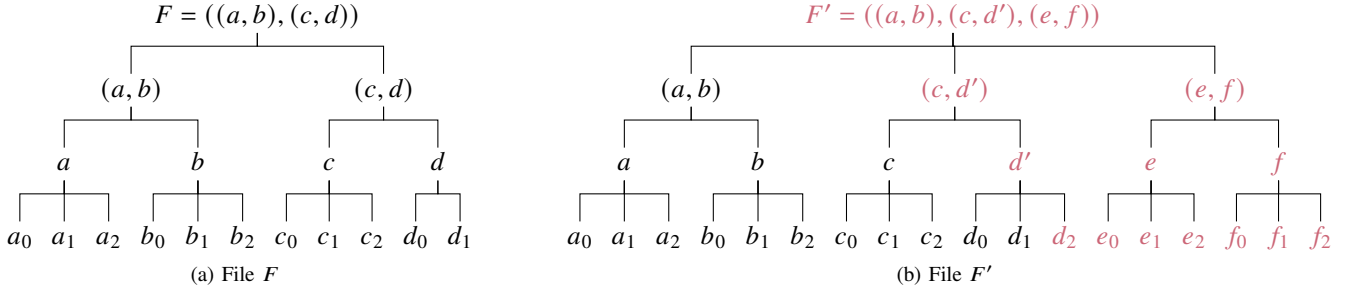 F = ((a, b), (c, d))
F′ = ((a, b), (c, d′), (e, f))
(a, b) (c, d)
(a, b) (c, d′) (e, f)
a b c d
a b c d′ e f
a₀ a₁ a₂ b₀ b₁ b₂ c₀ c₁ c₂ d₀ d₁
a₀ a₁ a₂ b₀ b₁ b₂ c₀ c₁ c₂ d₀ d₁ d₂ e₀ e₁ e₂ f₀ f₁ f₂
(a) File F
(b) File F′